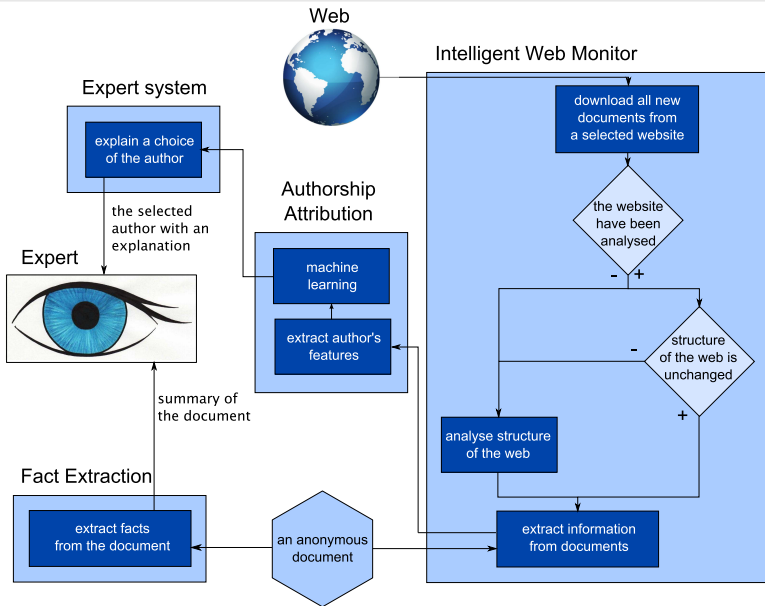 Web
Intelligent Web Monitor
download all new
documents from
a selected website
the website
have been
analysed
-
+
structure
of the web is
unchanged
-
+
analyse structure
of the web
extract information
from documents
Expert system
explain a choice
of the author
the selected
author with an
explanation
Authorship
Attribution
machine
learning
extract author's
features
Expert
summary of
the document
Fact Extraction
extract facts
from the document
an anonymous
document